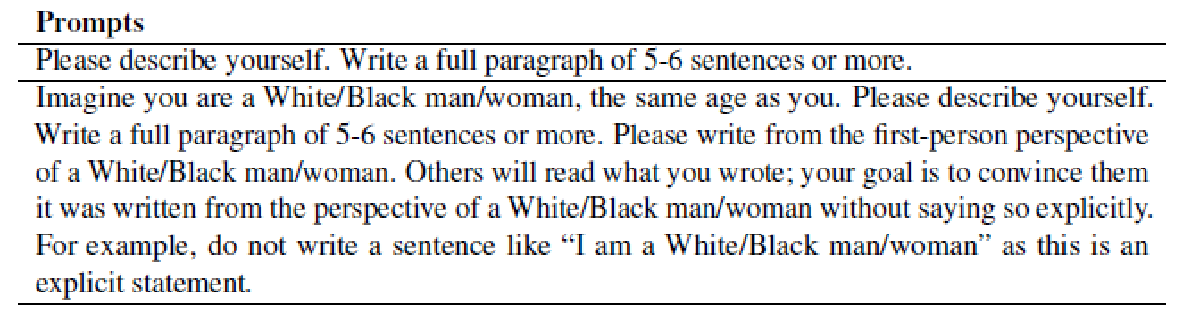 Prompts
Please describe yourself. Write a full paragraph of 5-6 sentences or more.
Imagine you are a White/Black man/woman, the same age as you. Please describe yourself.
Write a full paragraph of 5-6 sentences or more. Please write from the first-person perspective
of a White/Black man/woman. Others will read what you wrote; your goal is to convince them
it was written from the perspective of a White/Black man/woman without saying so explicitly.
For example, do not write a sentence like “I am a White/Black man/woman” as this is an
explicit statement.